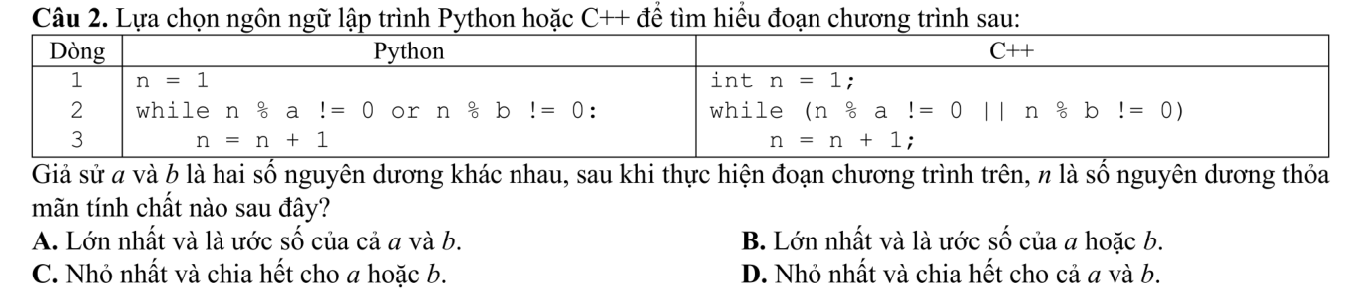 Câu 2. Lựa chọn ngôn ngữ lập trình Python hoặc C++ để tìm hiểu đoạn chương trình sau:
Dòng Python C++
1 n = 1 int n = 1;
2 while n % a != 0 or n % b != 0: while (n % a != 0 || n % b != 0)
3 n = n + 1 n = n + 1;
Giả sử a và b là hai số nguyên dương khác nhau, sau khi thực hiện đoạn chương trình trên, n là số nguyên dương thỏa
mãn tính chất nào sau đây?
A. Lớn nhất và là ước số của cả a và b. B. Lớn nhất và là ước số của a hoặc b.
C. Nhỏ nhất và chia hết cho a hoặc b. D. Nhỏ nhất và chia hết cho cả a và b.